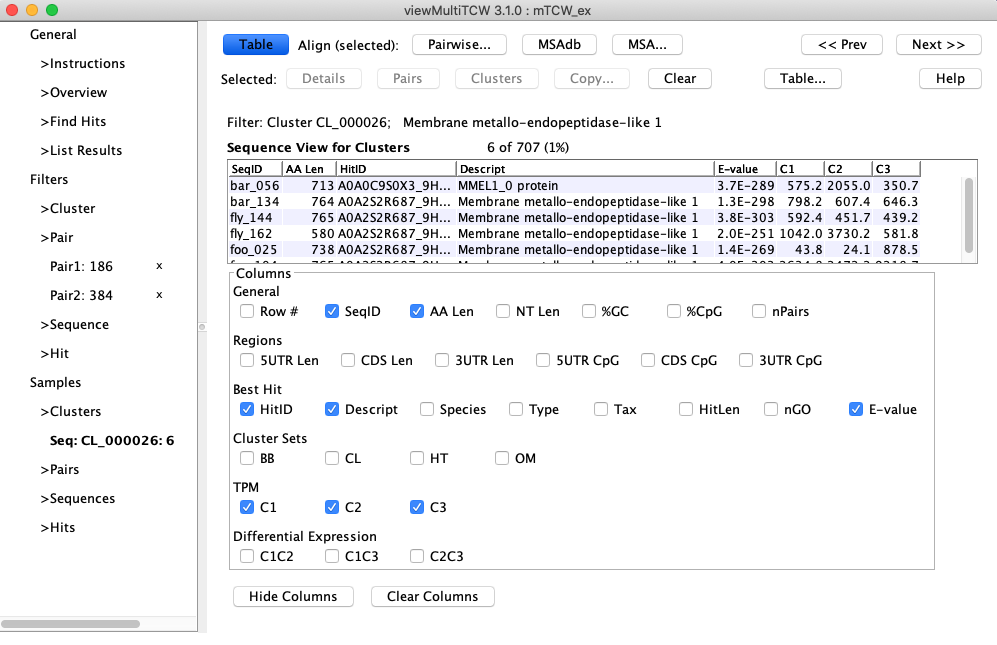 viewMultiTCW 3.1.0 : mTCW_ex
General
>Instructions
>Overview
>Find Hits
>List Results
Filters
>Cluster
>Pair
Pair1: 186 x
Pair2: 384 x
>Sequence
>Hit
Samples
>Clusters
Seq: CL_000026: 6
>Pairs
>Sequences
>Hits
Table Align (selected): Pairwise... MSAdb MSA... << Prev Next >>
Selected: Details Pairs Clusters Copy... Clear Table... Help
Filter: Cluster CL_000026; Membrane metallo-endopeptidase-like 1
Sequence View for Clusters 6 of 707 (1%)
SeqID AA Len HitID Descript E-value C1 C2 C3
bar_056 713 A0A0C9S0X3_9H... MMEL1_0 protein 3.7E-289 575.2 2055.0 350.7
bar_134 764 A0A2S2R687_9H... Membrane metallo-endopeptidase-like 1 1.3E-298 798.2 607.4 646.3
fly_144 765 A0A2S2R687_9H... Membrane metallo-endopeptidase-like 1 3.8E-303 592.4 451.7 439.2
fly_162 580 A0A2S2R687_9H... Membrane metallo-endopeptidase-like 1 2.0E-251 1042.0 3730.2 581.8
foo_025 738 A0A2S2R687_9H... Membrane metallo-endopeptidase-like 1 1.4E-269 43.8 24.1 878.5
Columns
General
Row # SeqID AA Len NT Len %GC %CpG nPairs
Regions
5UTR Len CDS Len 3UTR Len 5UTR CpG CDS CpG 3UTR CpG
Best Hit
HitID Descript Species Type Tax HitLen nGO E-value
Cluster Sets
BB CL HT OM
TPM
C1 C2 C3
Differential Expression
C1C2 C1C3 C2C3
Hide Columns Clear Columns